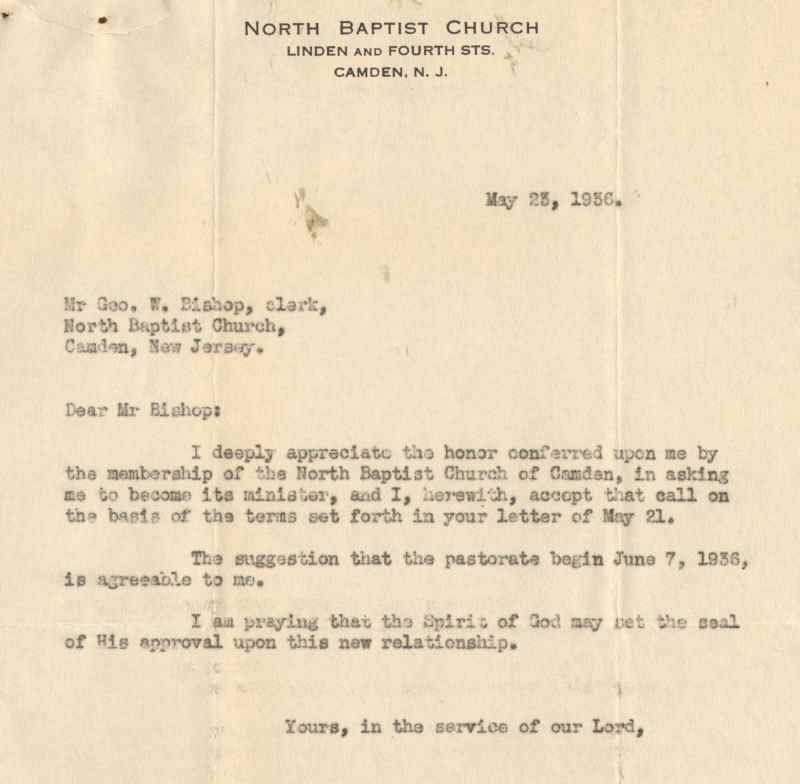 NORTH BAPTIST CHURCH
LINDEN AND FOURTH STS.
CAMDEN, N. J.
May 23, 1936.
Mr Geo. W. Bishop, clerk,
North Baptist Church,
Camden, New Jersey.
Dear Mr Bishop:
I deeply appreciate the honor conferred upon me by
the membership of the North Baptist Church of Camden, in asking
me to become its minister, and I, herewith, accept that call on
the basis of the terms set forth in your letter of May 21.
The suggestion that the pastorate begin June 7, 1936,
is agreeable to me.
I am praying that the Spirit of God may set the seal
of His approval upon this new relationship.
Yours, in the service of our Lord,